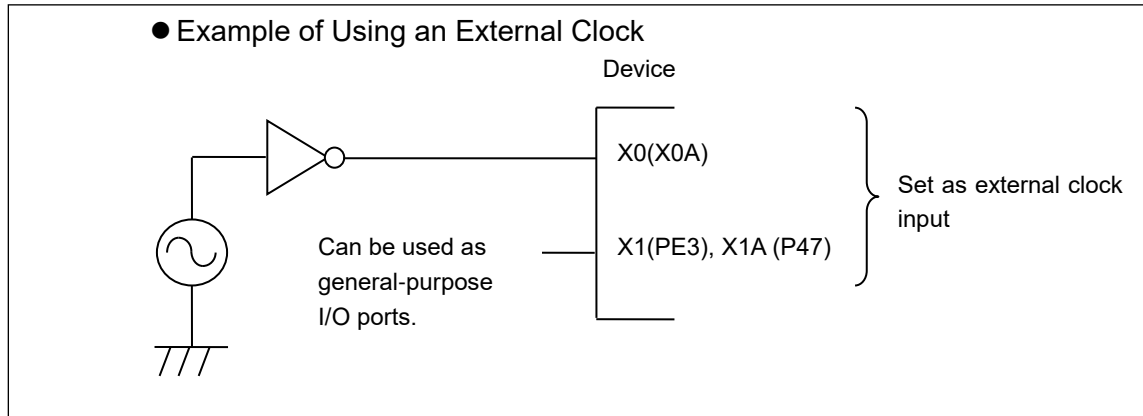 ● Example of Using an External Clock
Device
X0(X0A)
Set as external clock
input
Can be used as
general-purpose
I/O ports.
X1(PE3), X1A (P47)